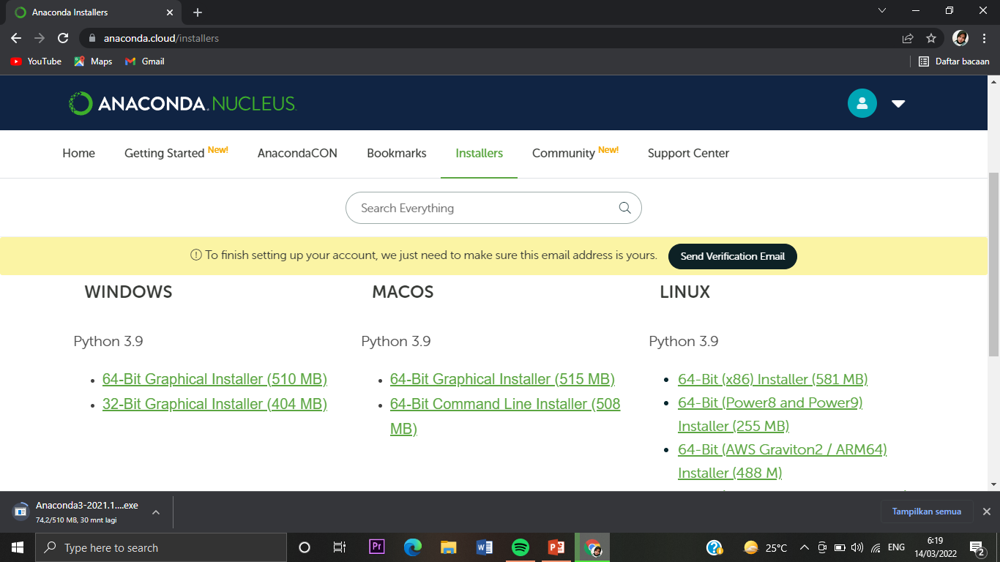 Anaconda Installers
anaconda.cloud/installers
YouTube Maps Gmail Daftar bacaan
ANACONDA.NUCLEUS.
Home Getting Started New! AnacondaCON Bookmarks Installers Community New! Support Center
Search Everything
To finish setting up your account, we just need to make sure this email address is yours. Send Verification Email
WINDOWS
Python 3.9
64-Bit Graphical Installer (510 MB)
32-Bit Graphical Installer (404 MB)
MACOS
Python 3.9
64-Bit Graphical Installer (515 MB)
64-Bit Command Line Installer (508
MB)
LINUX
Python 3.9
64-Bit (x86) Installer (581 MB)
64-Bit (Power8 and Power9)
Installer (255 MB)
64-Bit (AWS Graviton2 / ARM64)
Installer (488 M)
Anaconda3-2021.1....exe
74,2/510 MB, 30 mnt lagi
Tampilkan semua
Type here to search
Pr
W
P
25°C
ENG
6:19
14/03/2022
2